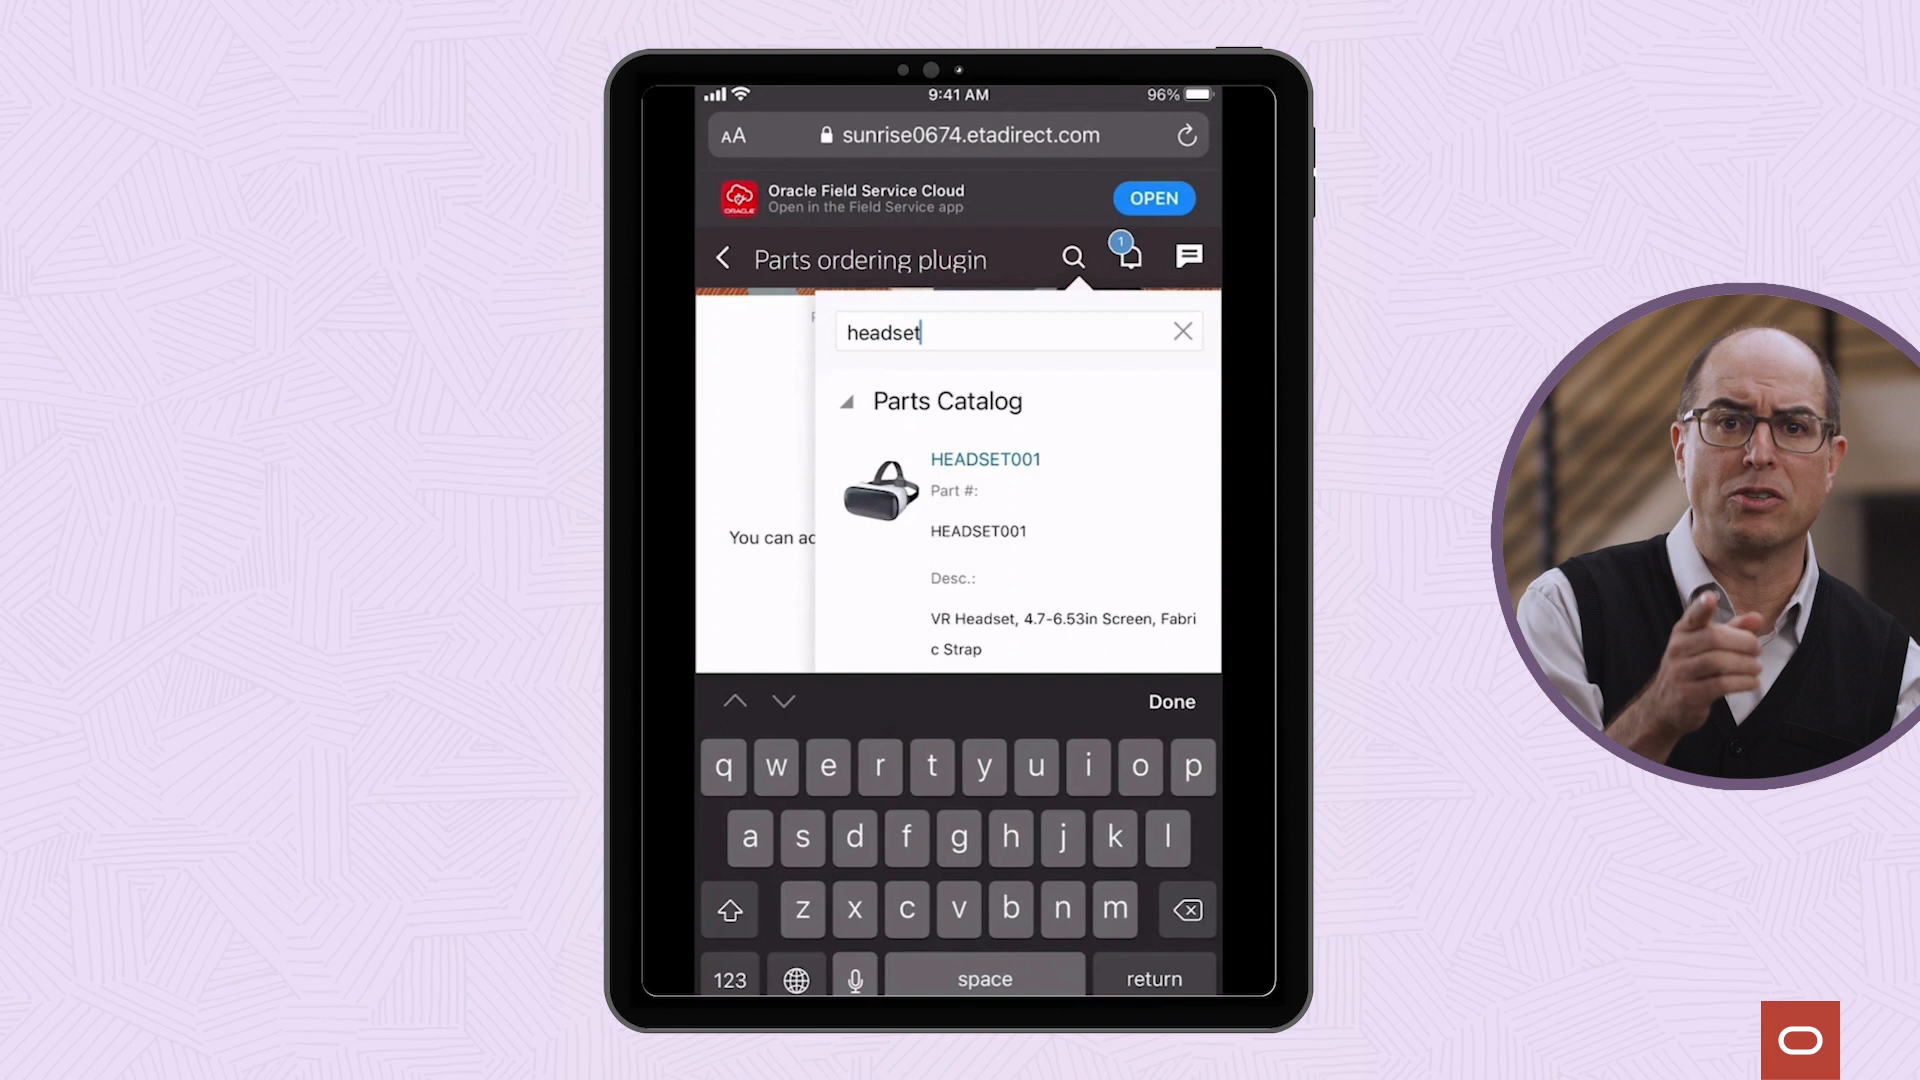 9:41 AM
96%
AA
sunrise0674.etadirect.com
Oracle Field Service Cloud
Open in the Field Service app
ORACLE
OPEN
Parts ordering plugin
1
headset
Parts Catalog
HEADSET001
Part #:
HEADSET001
You can ac
Desc.:
VR Headset, 4.7-6.53in Screen, Fabri
c Strap
Done
q w e r t y u i o p
a s d f g h j k l
z x c v b n m
123 space return